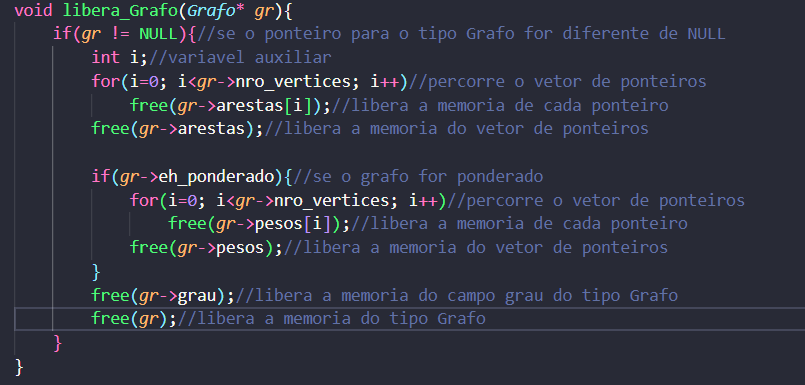 void libera_Grafo(Grafo* gr){
    if(gr != NULL){//se o ponteiro para o tipo Grafo for diferente de NULL
        int i;//variavel auxiliar
        for(i=0; i<gr->nro_vertices; i++)//percorre o vetor de ponteiros
            free(gr->arestas[i]);//libera a memoria de cada ponteiro
        free(gr->arestas);//libera a memoria do vetor de ponteiros

        if(gr->eh_ponderado){//se o grafo for ponderado
            for(i=0; i<gr->nro_vertices; i++)//percorre o vetor de ponteiros
                free(gr->pesos[i]);//libera a memoria de cada ponteiro
            free(gr->pesos);//libera a memoria do vetor de ponteiros
        }
        free(gr->grau);//libera a memoria do campo grau do tipo Grafo
        free(gr);//libera a memoria do tipo Grafo
    }
}